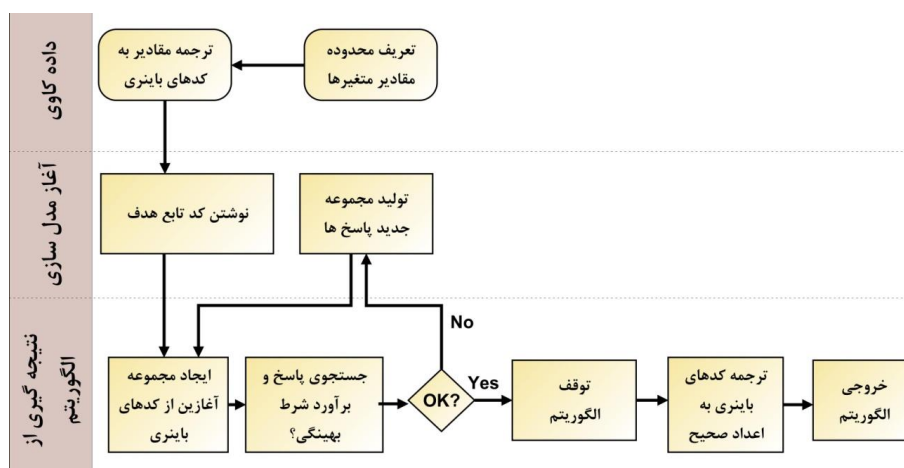 داده کاوی
تعریف محدوده
مقادیر متغیرها
ترجمه مقادیر به
کدهای باینری
آغاز مدل سازی
نوشتن کد تابع هدف
تولید مجموعه
جدید پاسخ ها
نتیجه گیری از
الگوریتم
ایجاد مجموعه
آغازین از کدهای
باینری
جستجوی پاسخ و
برآورد شرط
بهینگی؟
OK?
No
Yes
توقف
الگوریتم
ترجمه کدهای
باینری به
اعداد صحیح
خروجی
الگوریتم